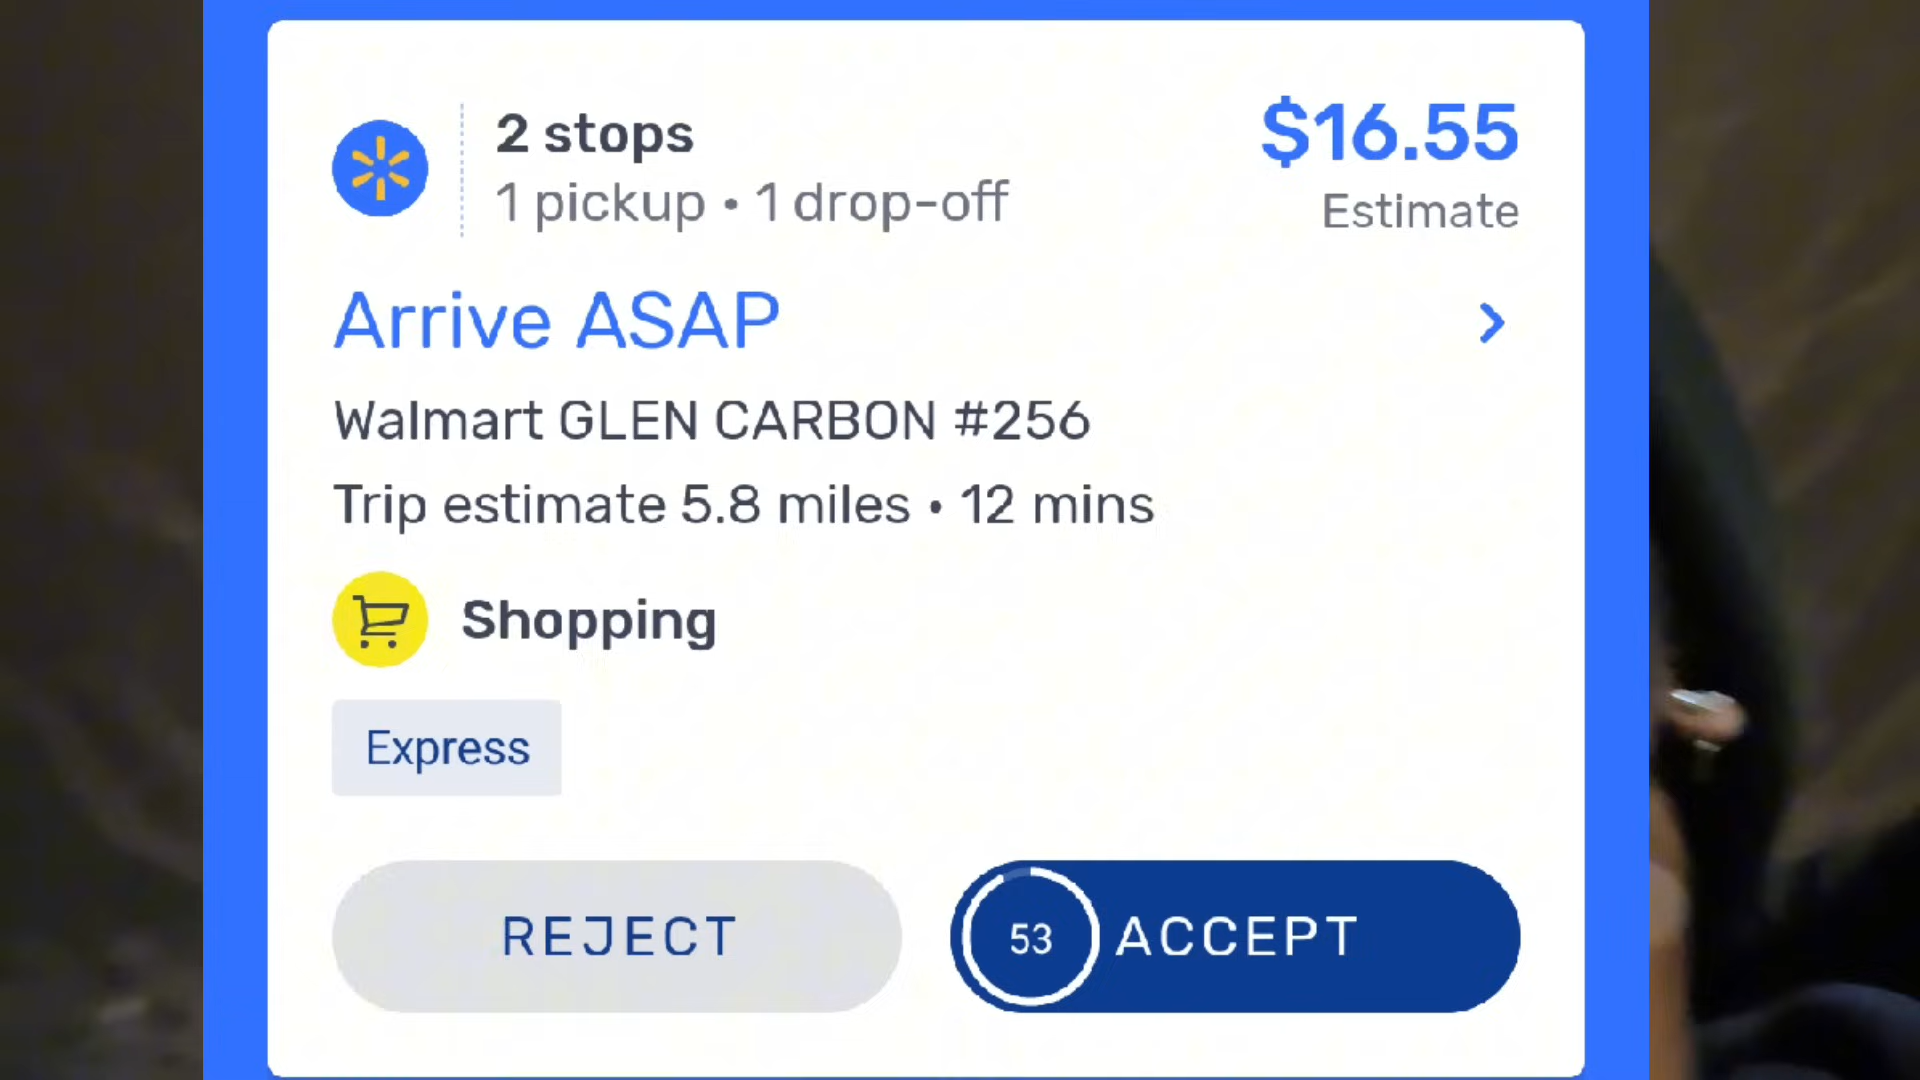 2 stops
$16.55
1 pickup • 1 drop-off
Estimate
Arrive ASAP
Walmart GLEN CARBON #256
Trip estimate 5.8 miles • 12 mins
Shopping
Express
REJECT
53 ACCEPT